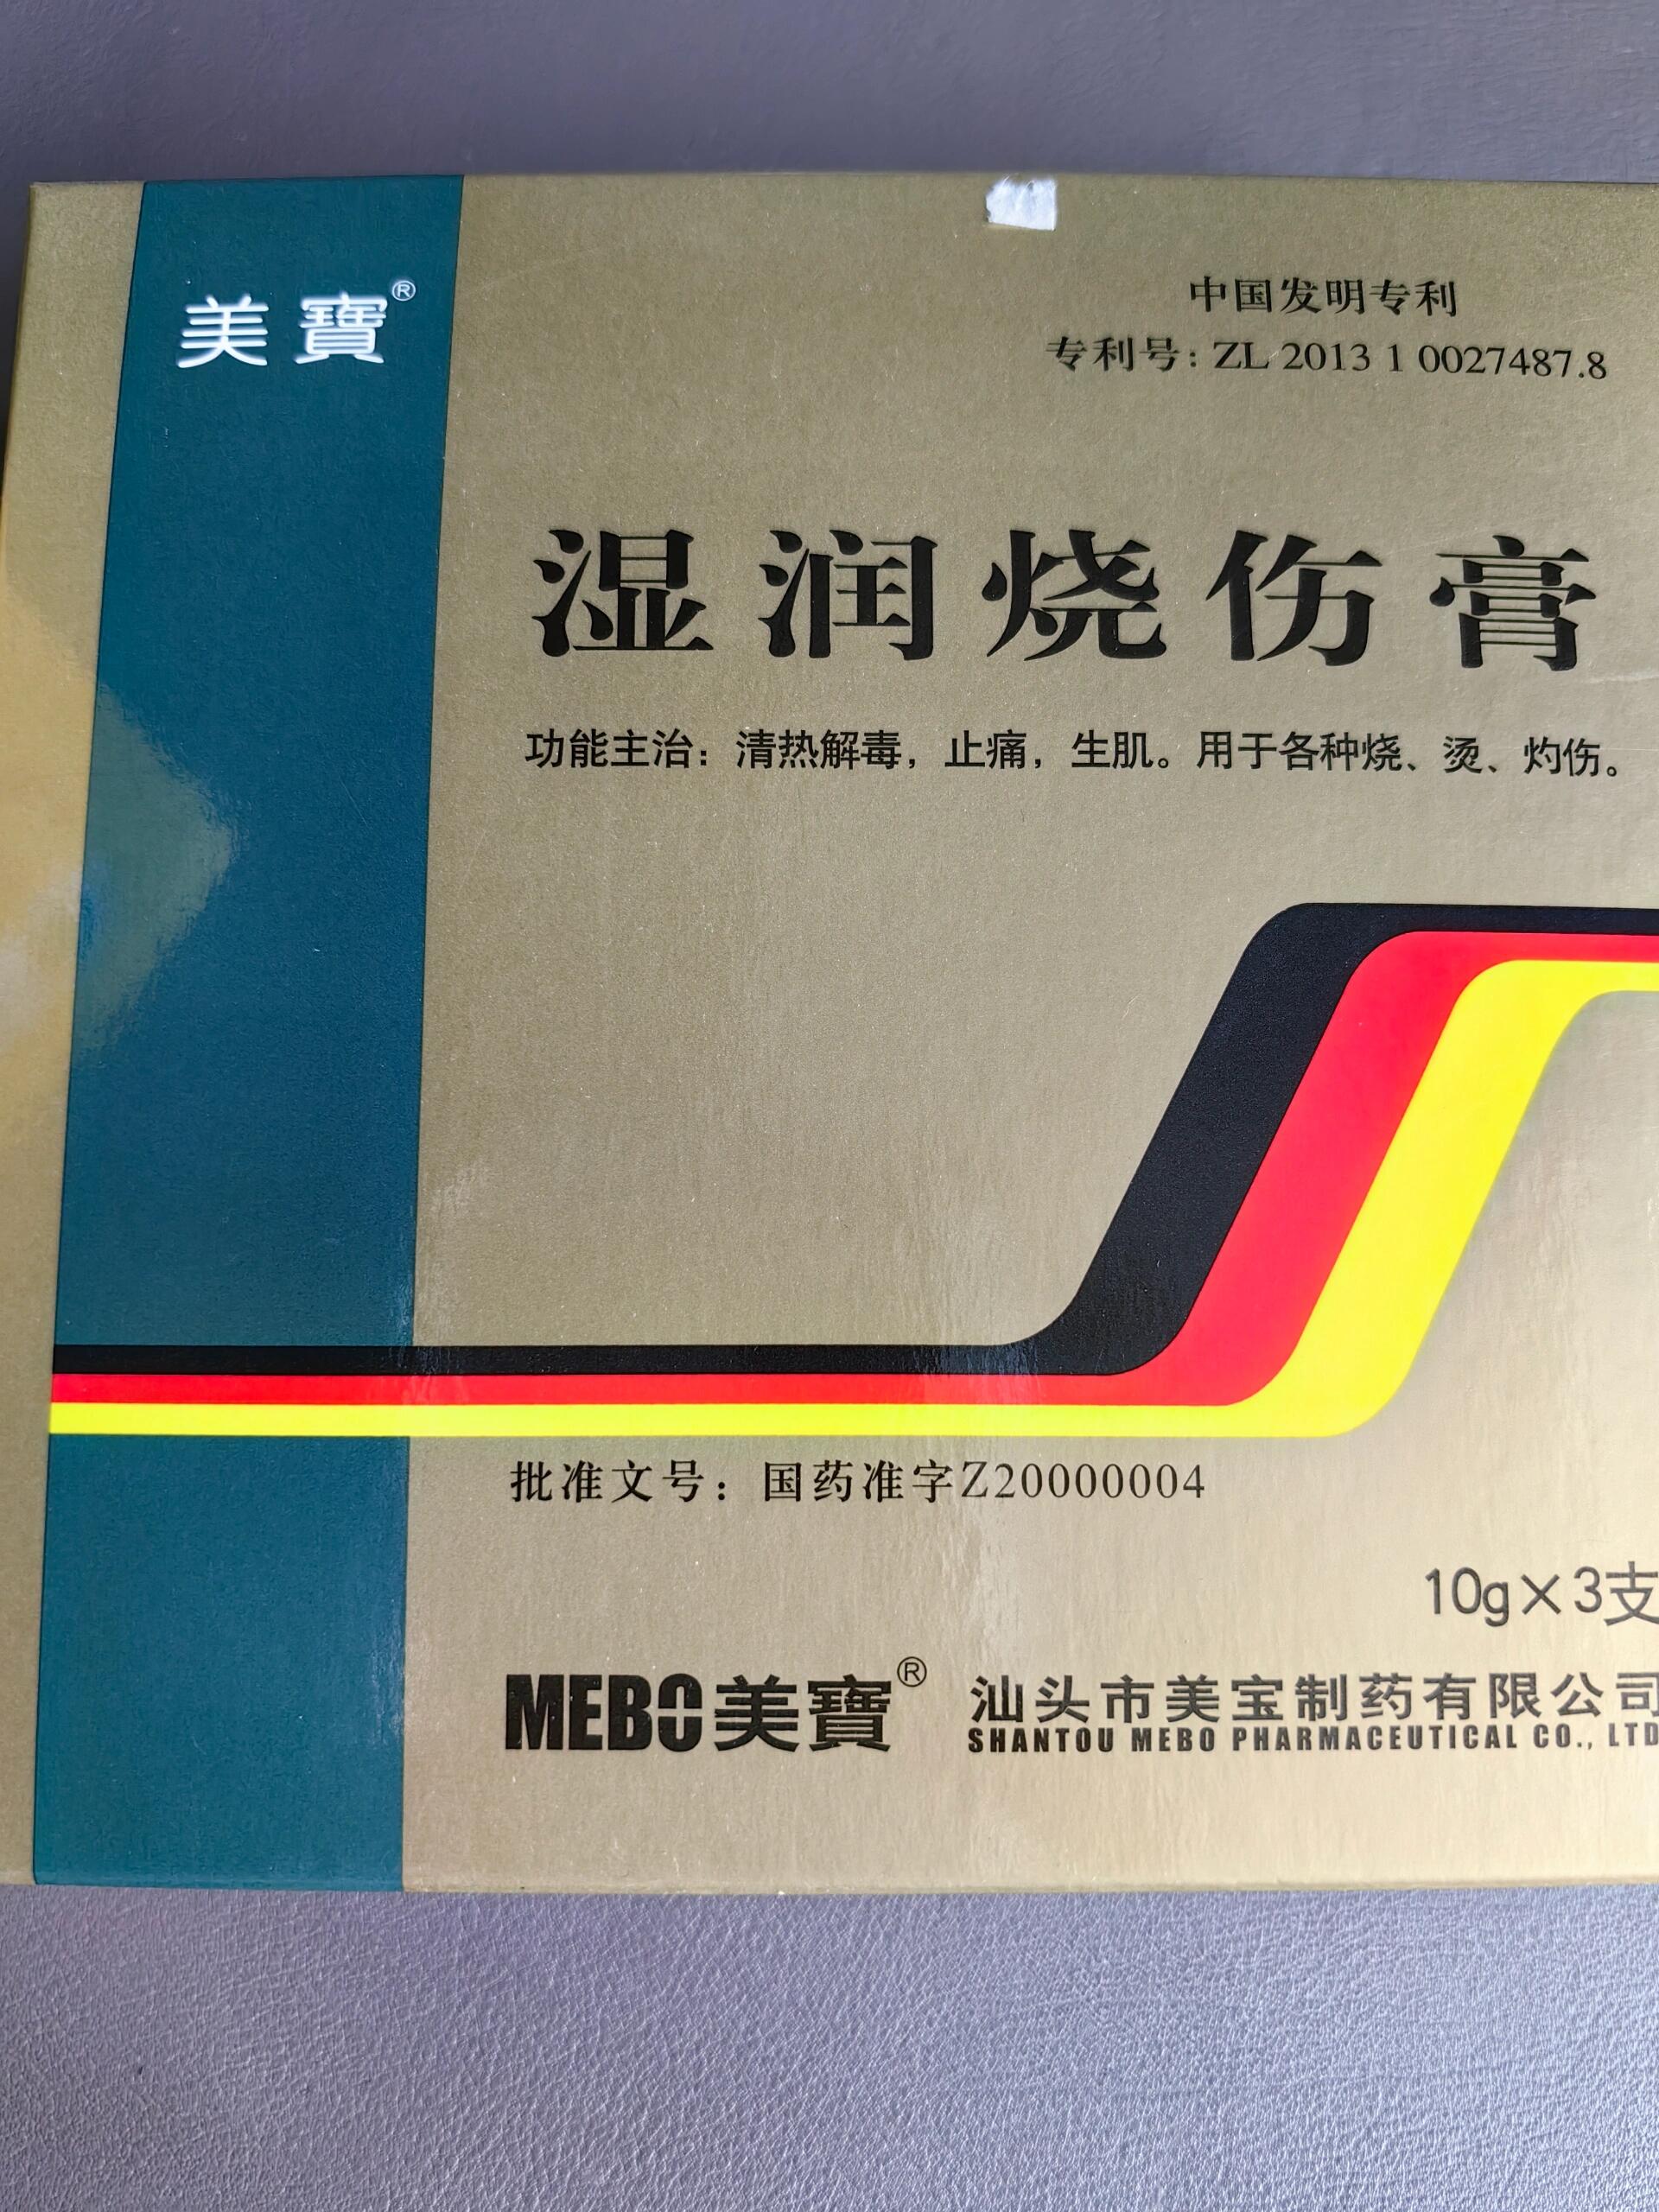 美寶®
中国发明专利
专利号: ZL 2013 1 0027487.8
湿润烧伤膏
功能主治：清热解毒，止痛，生肌。用于各种烧、烫、灼伤。
批准文号：国药准字Z20000004
10g×3支
MEBO美寶® 汕头市美宝制药有限公司
SHANTOU MEBO PHARMACEUTICAL CO., LTD